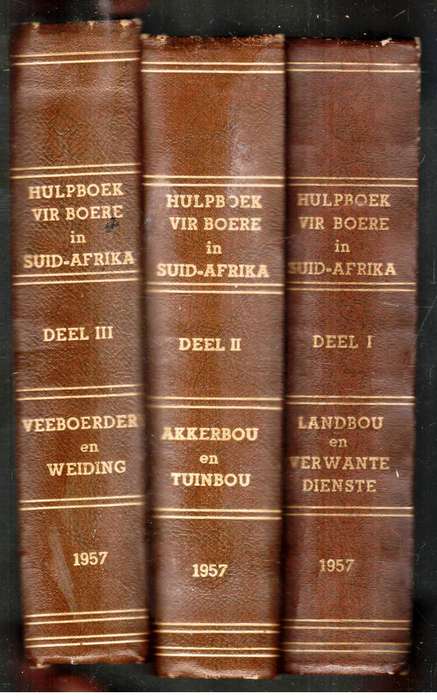 HULPBOEK
VIR BOERE
in
SUID-AFRIKA
DEEL III
VEEBOERDER
en
WEIDING
1957
HULPBOEK
VIR BOERE
in
SUID-AFRIKA
DEEL II
AKKERBOU
en
TUINBOU
1957
HULPBOEK
VIR BOERE
in
SUID-AFRIKA
DEEL I
LANDBOU
en
VERWANTE
DIENSTE
1957